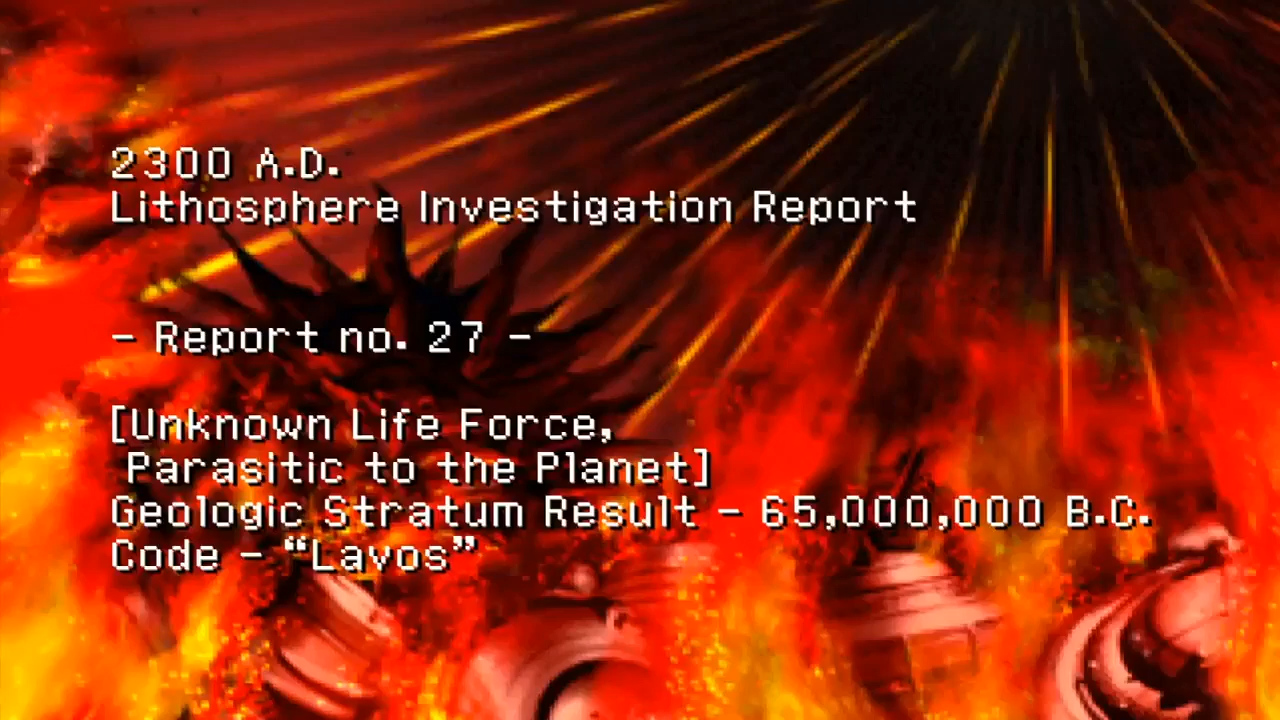 2300 A.D.
Lithosphere Investigation Report
- Report no. 27 -
[Unknown Life Force,
Parasitic to the Planet]
Geologic Stratum Result - 65,000,000 B.C.
Code - “Lavos”